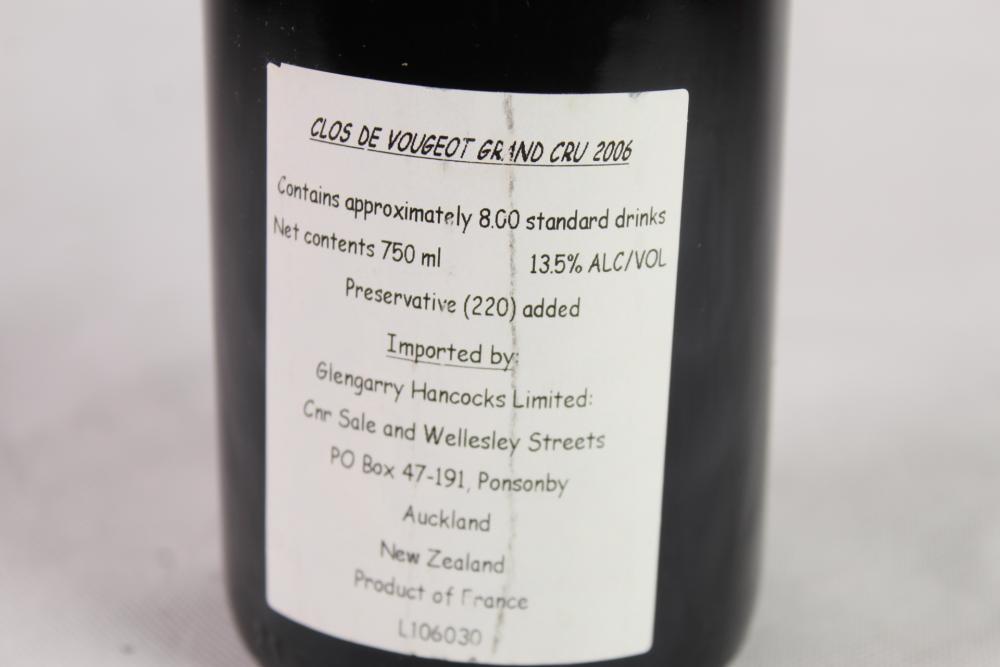 CLOS DE VOUGEOT GRAND CRU 2006
Contains approximately 8.00 standard drinks
Net contents 750 ml 13.5% ALC/VOL
Preservative (220) added
Imported by:
Glengarry Hancocks Limited:
Cnr Sale and Wellesley Streets
PO Box 47-191, Ponsonby
Auckland
New Zealand
Product of France
L106030